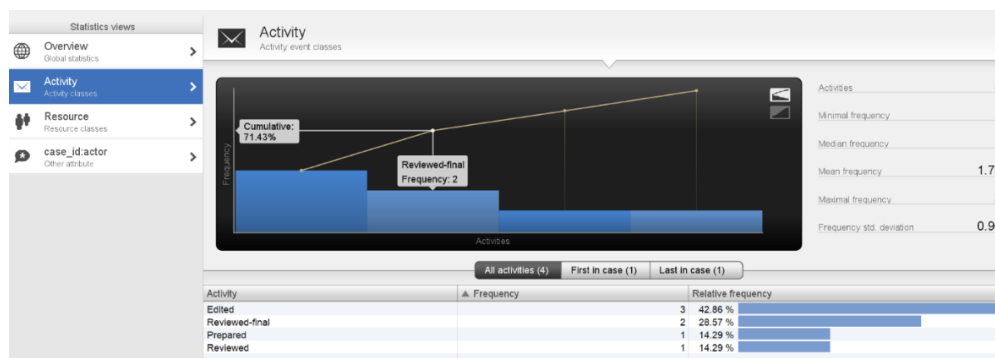 Statistics views
Overview
Global statistics
Activity
Activity classes
Resource
Resource classes
case_id:actor
Other attribute
Activity
Activity event classes
Cumulative:
71.43%
Reviewed-final
Frequency: 2
Frequency
Activities
Activities
Minimal frequency
Median frequency
Mean frequency 1.7
Maximal frequency
Frequency std. deviation 0.9
All activities (4) First in case (1) Last in case (1)
Activity ▲ Frequency Relative frequency
Edited 3 42.86 %
Reviewed-final 2 28.57 %
Prepared 1 14.29 %
Reviewed 1 14.29 %